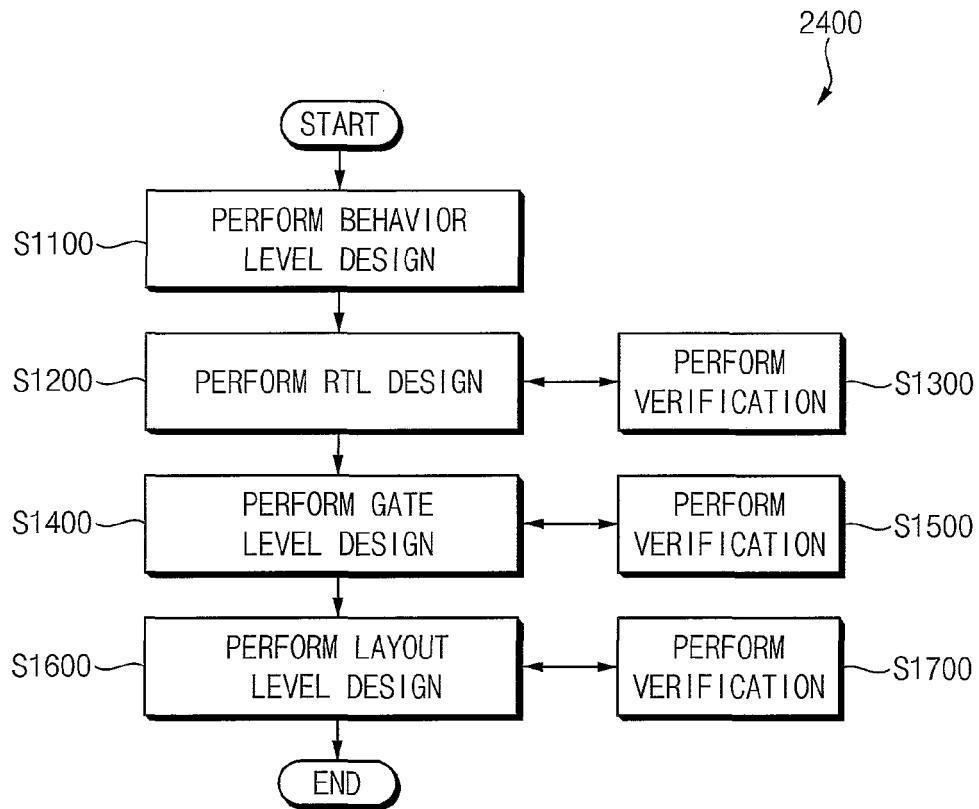 2400
START
S1100
PERFORM BEHAVIOR
LEVEL DESIGN
S1200
PERFORM RTL DESIGN
PERFORM
VERIFICATION
S1300
S1400
PERFORM GATE
LEVEL DESIGN
PERFORM
VERIFICATION
S1500
S1600
PERFORM LAYOUT
LEVEL DESIGN
PERFORM
VERIFICATION
S1700
END